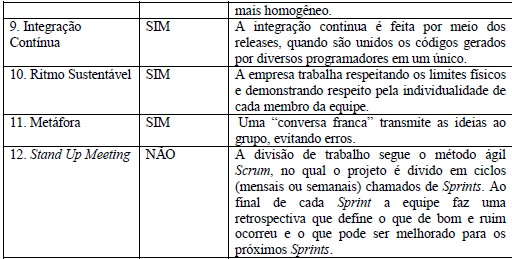 mais homogêneo.
9. Integração Contínua SIM A integração continua é feita por meio dos
releases, quando são unidos os códigos gerados
por diversos programadores em um único.
10. Ritmo Sustentável SIM A empresa trabalha respeitando os limites físicos
e demonstrando respeito pela individualidade de
cada membro da equipe.
11. Metáfora SIM Uma “conversa franca” transmite as ideias ao
grupo, evitando erros.
12. Stand Up Meeting NÃO A divisão de trabalho segue o método ágil
Scrum, no qual o projeto é divido em ciclos
(mensais ou semanais) chamados de Sprints. Ao
final de cada Sprint a equipe faz uma
retrospectiva que define o que de bom e ruim
ocorreu e o que pode ser melhorado para os
próximos Sprints.